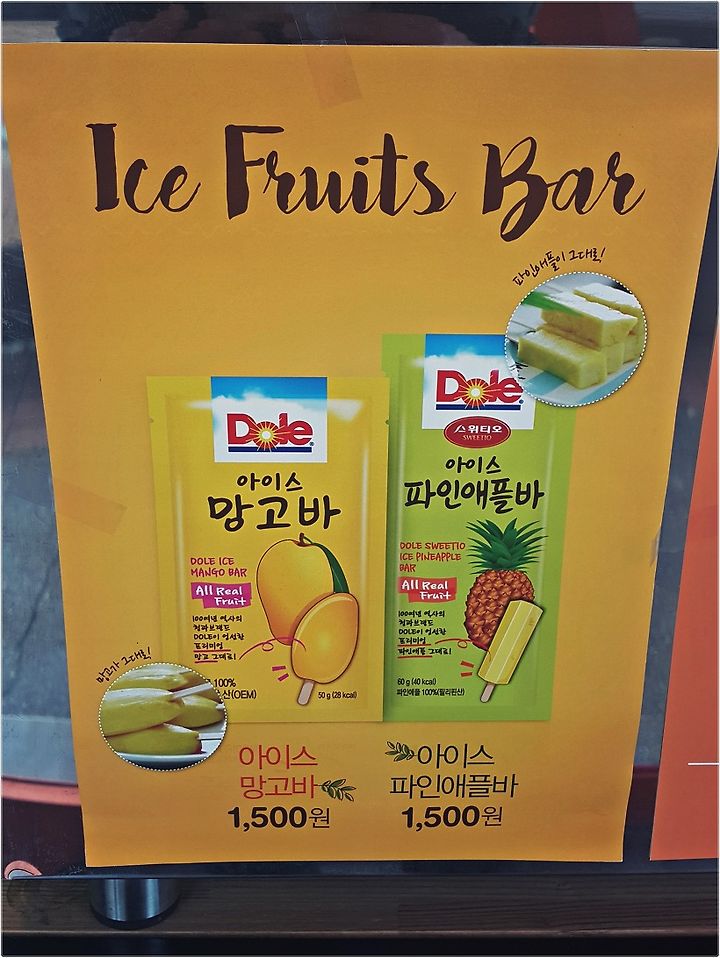 Ice Fruits Bar
파인애플이 그대로!
Dole
아이스
망고바
DOLE ICE
MANGO BAR
All Real
Fruit
100여년 역사의
청과브랜드
DOLE이 엄선한
프리미엄
망고 그대로!
100%
산(OEM)
50g (28 kcal)
Dole
스위티오
SWEETIO
아이스
파인애플바
DOLE SWEETIO
ICE PINEAPPLE
BAR
All Real
Fruit
100여년 역사의
청과브랜드
DOLE이 엄선한
프리미엄
파인애플 그대로!
60g (40 kcal)
파인애플 100%(필리핀산)
망고가 그대로!
아이스
망고바
1,500원
아이스
파인애플바
1,500원